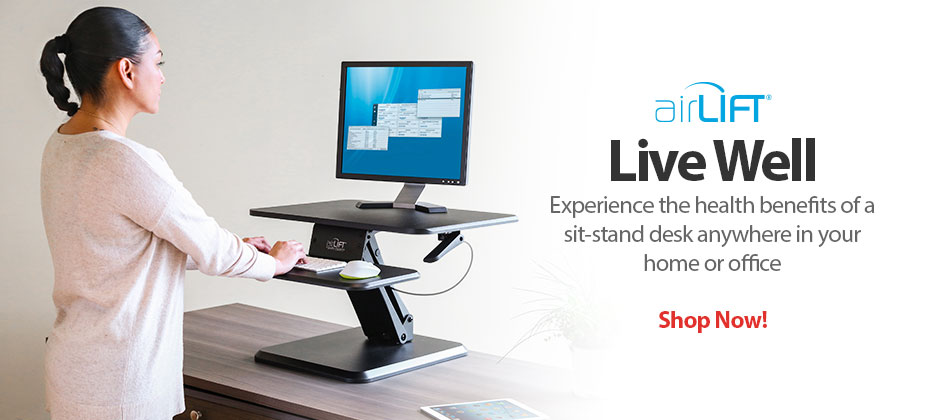 airLIFT®
Live Well
Experience the health benefits of a
sit-stand desk anywhere in your
home or office
Shop Now!
airLIFT